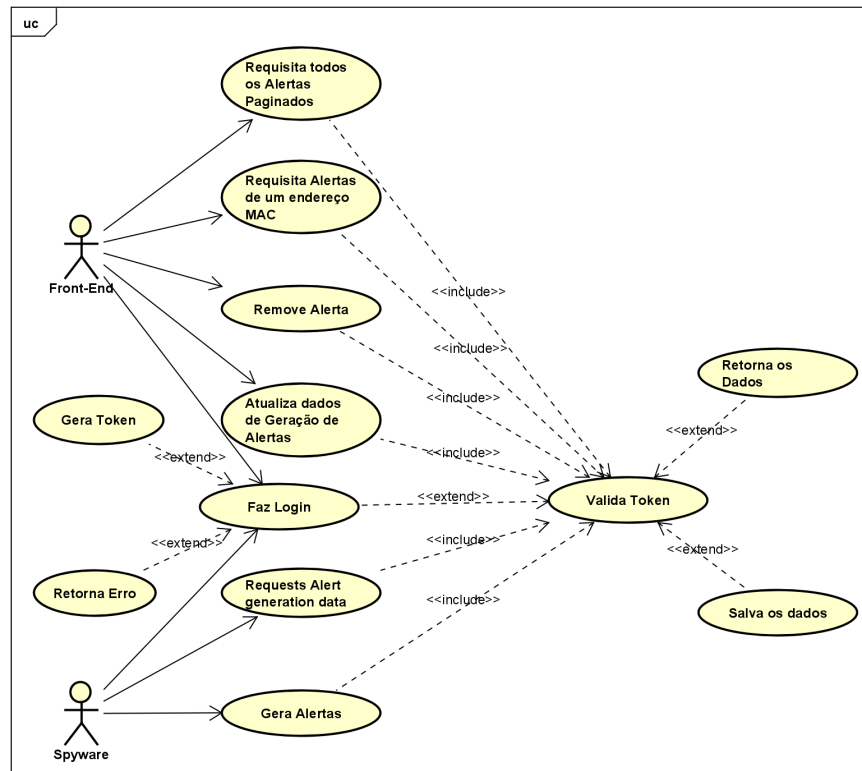 uc
Requisita todos
os Alertas
Paginados
Requisita Alertas
de um endereço
MAC
Front-End
<<include>>
Remove Alerta
<<include>>
Retorna os
Dados
Atualiza dados
de Geração de
Alertas
<<include>>
Gera Token
<<extend>>
<<include>>
<<extend>>
Faz Login
<<extend>>
Valida Token
<<extend>>
<<include>>
<<extend>>
Retorna Erro
Requests Alert
generation data
<<include>>
Salva os dados
Gera Alertas
Spyware